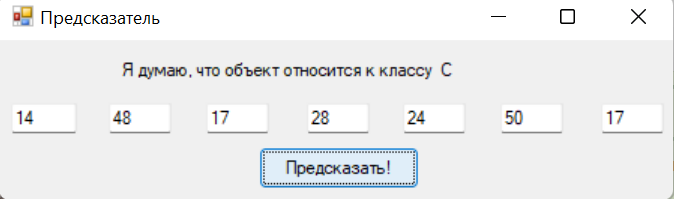 Предсказатель
Я думаю, что объект относится к классу C
14 48 17 28 24 50 17
Предсказать!